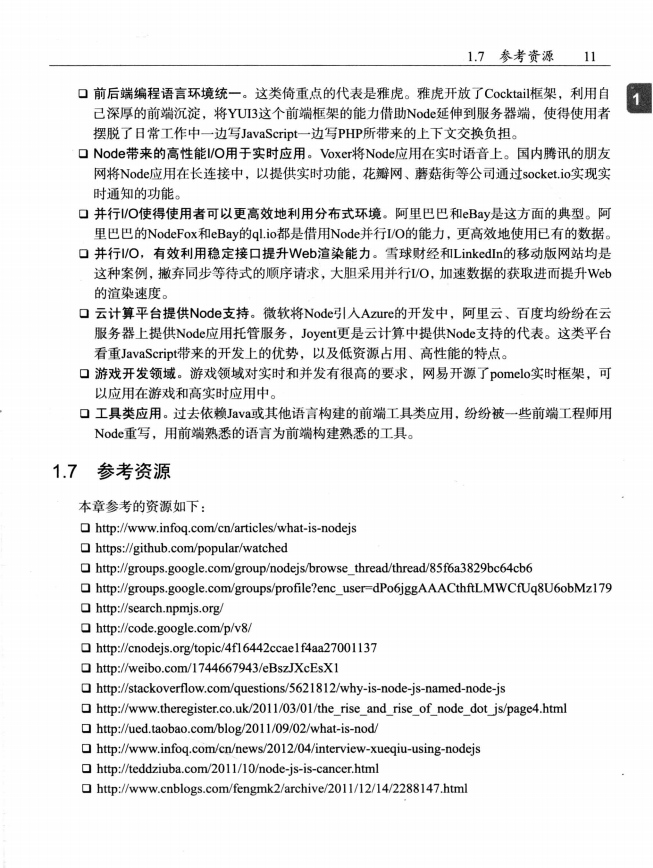 1.7 参考资源 11
1
❑ 前后端编程语言环境统一。这类倚重点的代表是雅虎。雅虎开放了Cocktail框架，利用自
己深厚的前端沉淀，将YUI3这个前端框架的能力借助Node延伸到服务器端，使得使用者
摆脱了日常工作中一边写JavaScript一边写PHP所带来的上下文交换负担。
❑ Node带来的高性能I/O用于实时应用。Voxer将Node应用在实时语音上。国内腾讯的朋友
网将Node应用在长连接中，以提供实时功能，花瓣网、蘑菇街等公司通过socket.io实现实
时通知的功能。
❑ 并行I/O使得使用者可以更高效地利用分布式环境。阿里巴巴和eBay是这方面的典型。阿
里巴巴的NodeFox和eBay的ql.io都是借用Node并行I/O的能力，更高效地使用已有的数据。
❑ 并行I/O，有效利用稳定接口提升Web渲染能力。雪球财经和LinkedIn的移动版网站均是
这种案例，撇弃同步等待式的顺序请求，大胆采用并行I/O，加速数据的获取进而提升Web
的渲染速度。
❑ 云计算平台提供Node支持。微软将Node引入Azure的开发中，阿里云、百度均纷纷在云
服务器上提供Node应用托管服务，Joyent更是云计算中提供Node支持的代表。这类平台
看重JavaScript带来的开发上的优势，以及低资源占用、高性能的特点。
❑ 游戏开发领域。游戏领域对实时和并发有很高的要求，网易开源了pomelo实时框架，可
以应用在游戏和高实时应用中。
❑ 工具类应用。过去依赖Java或其他语言构建的前端工具类应用，纷纷被一些前端工程师用
Node重写，用前端熟悉的语言为前端构建熟悉的工具。
1.7 参考资源
本章参考的资源如下：
❑ http://www.infoq.com/cn/articles/what-is-nodejs
❑ https://github.com/popular/watched
❑ http://groups.google.com/group/nodejs/browse_thread/thread/85f6a3829bc64cb6
❑ http://groups.google.com/groups/profile?enc_user=dPo6jggAAACthftLMWCfUq8U6obMz179
❑ http://search.npmjs.org/
❑ http://code.google.com/p/v8/
❑ http://cnodejs.org/topic/4f16442ccae1f4aa27001137
❑ http://weibo.com/1744667943/eBszJXcEsX1
❑ http://stackoverflow.com/questions/5621812/why-is-node-js-named-node-js
❑ http://www.theregister.co.uk/2011/03/01/the_rise_and_rise_of_node_dot_js/page4.html
❑ http://ued.taobao.com/blog/2011/09/02/what-is-nod/
❑ http://www.infoq.com/cn/news/2012/04/interview-xueqiu-using-nodejs
❑ http://teddziuba.com/2011/10/node-js-is-cancer.html
❑ http://www.cnblogs.com/fengmk2/archive/2011/12/14/2288147.html